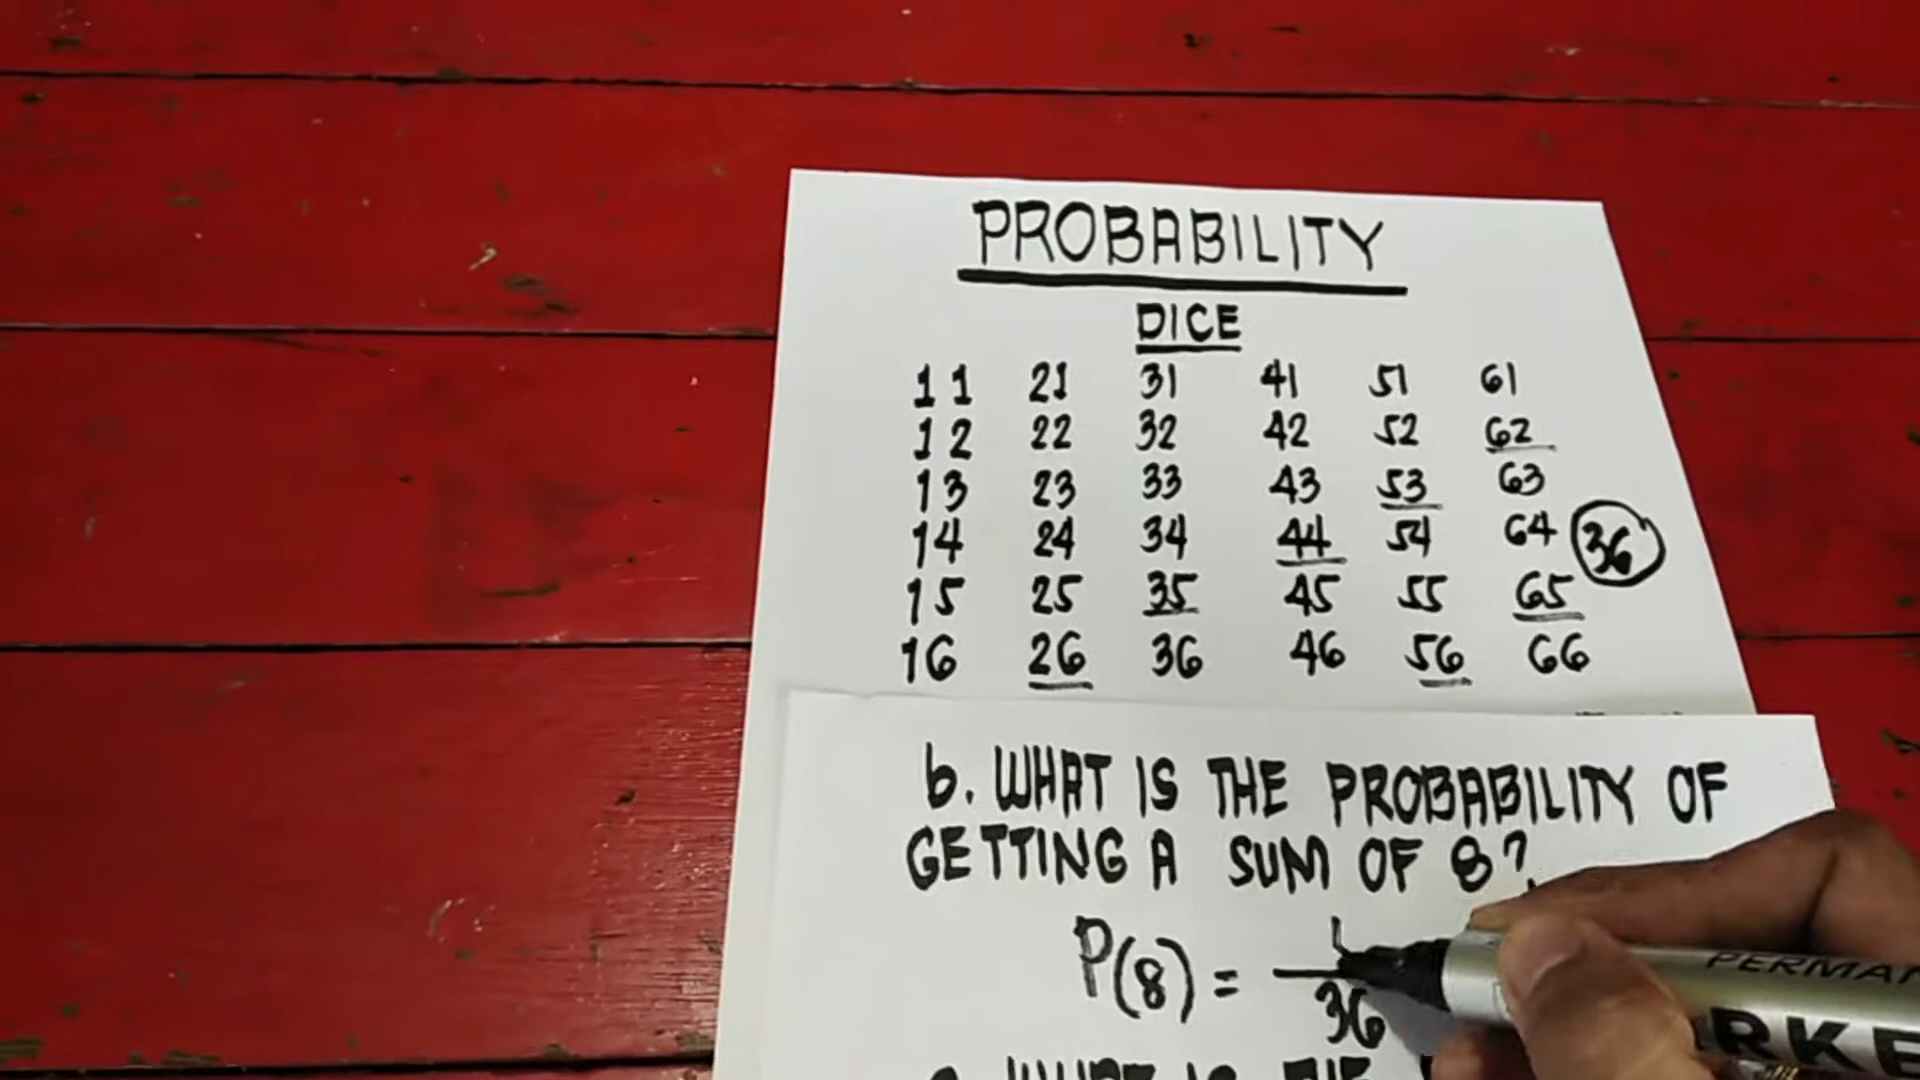 PROBABILITY
DICE
11 21 31 41 51 61
12 22 32 42 52 62
13 23 33 43 53 63
14 24 34 44 54 64 36
15 25 35 45 55 65
16 26 36 46 56 66
b. WHAT IS THE PROBABILITY OF
GETTING A SUM OF 8?
P(8) =
36
PERMA
RKE